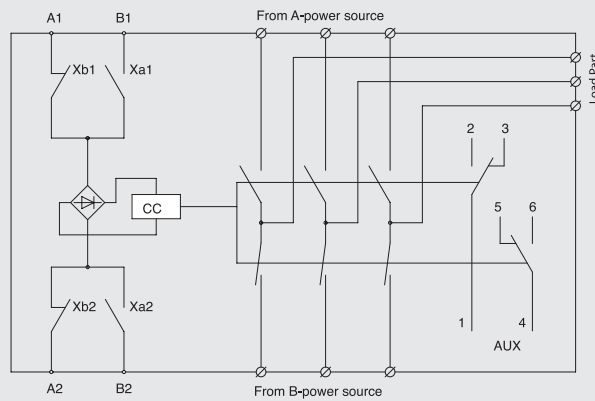 A1
B1
From A-power source
Xb1
Xa1
Load Part
2
3
CC
5
6
Xb2
Xa2
1
4
AUX
A2
B2
From B-power source